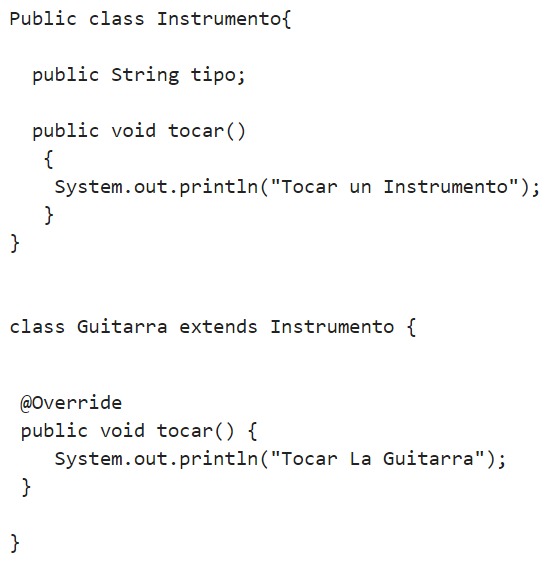 Public class Instrumento{
public String tipo;
public void tocar()
{
System.out.println("Tocar un Instrumento");
}
}
class Guitarra extends Instrumento {
@Override
public void tocar() {
System.out.println("Tocar La Guitarra");
}
}